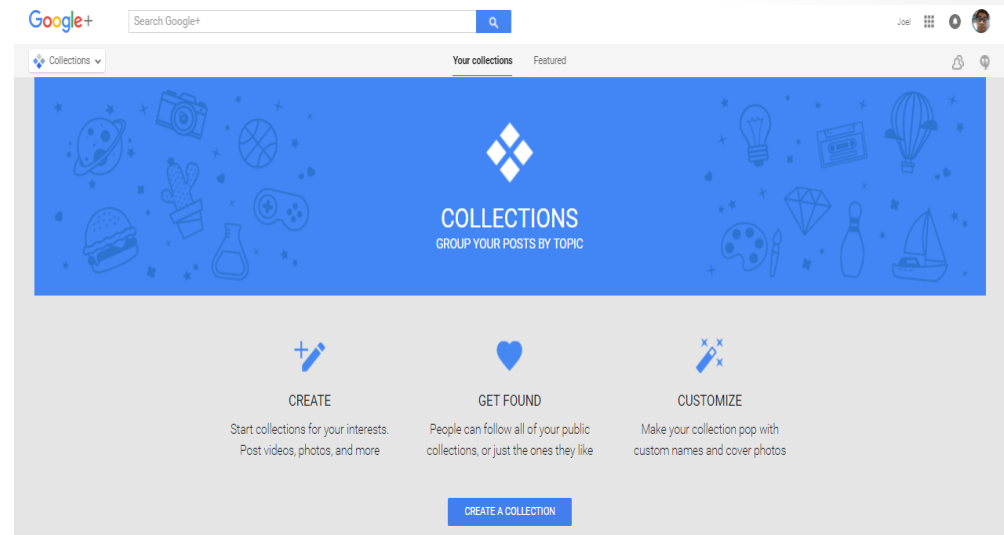 Google+
Search Google+
Joel
Collections
Your collections
Featured
COLLECTIONS
GROUP YOUR POSTS BY TOPIC
CREATE
Start collections for your interests.
Post videos, photos, and more
GET FOUND
People can follow all of your public
collections, or just the ones they like
CUSTOMIZE
Make your collection pop with
custom names and cover photos
CREATE A COLLECTION